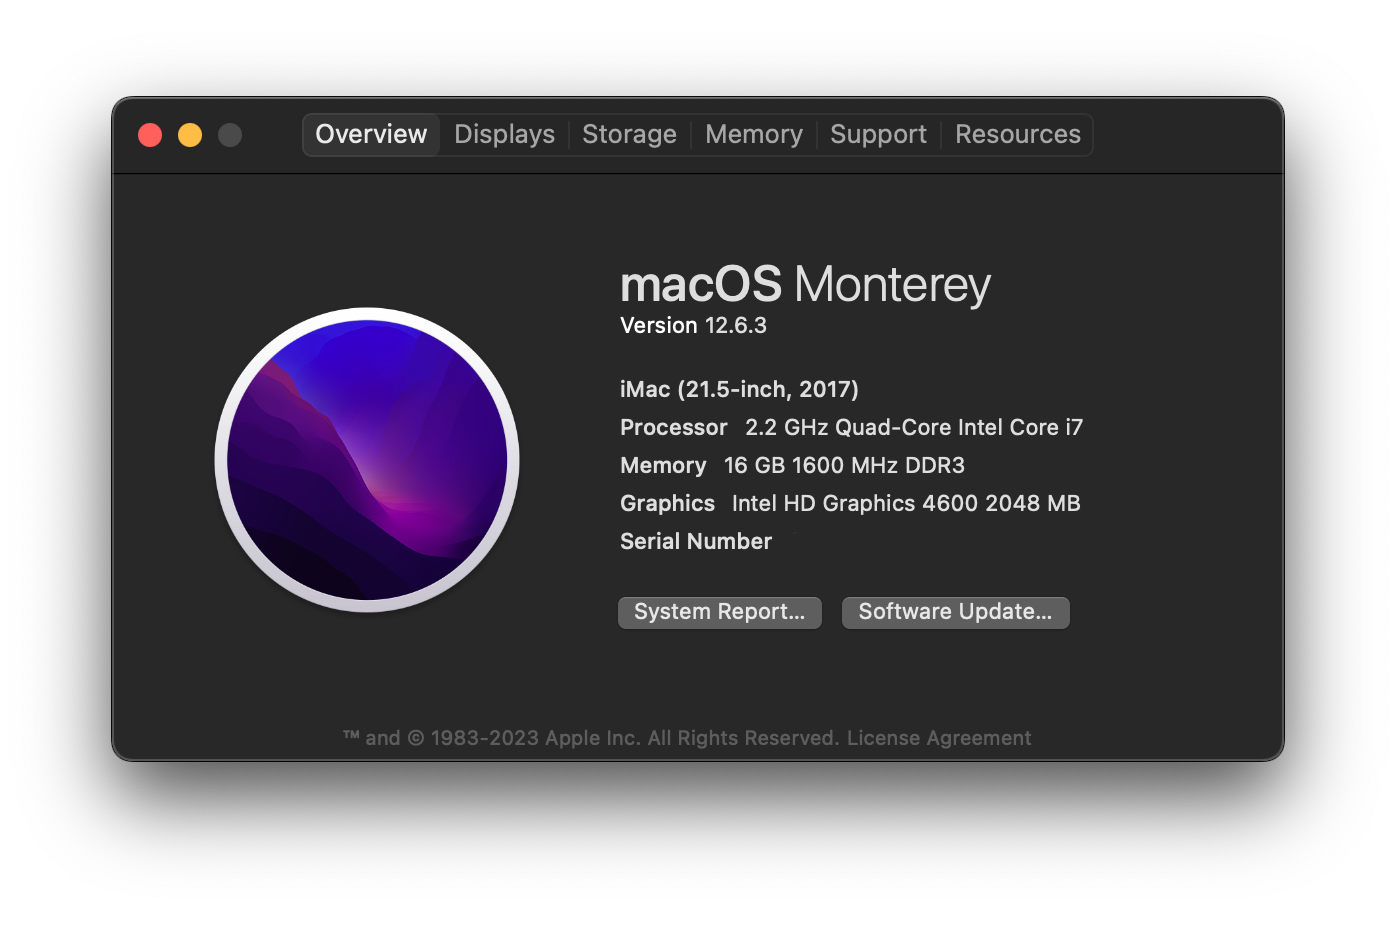 Overview Displays Storage Memory Support Resources
macOS Monterey
Version 12.6.3
iMac (21.5-inch, 2017)
Processor 2.2 GHz Quad-Core Intel Core i7
Memory 16 GB 1600 MHz DDR3
Graphics Intel HD Graphics 4600 2048 MB
Serial Number
System Report... Software Update...
™ and © 1983-2023 Apple Inc. All Rights Reserved. License Agreement